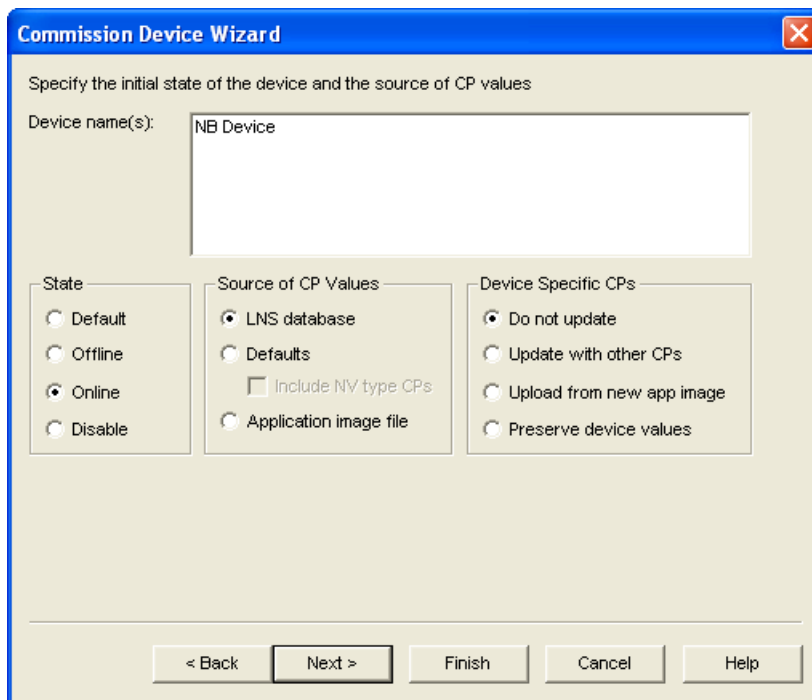 Commission Device Wizard
Specify the initial state of the device and the source of CP values
Device name(s):
NB Device
State
Default
Offline
Online
Disable
Source of CP Values
LNS database
Defaults
Include NV type CPs
Application image file
Device Specific CPs
Do not update
Update with other CPs
Upload from new app image
Preserve device values
< Back
Next >
Finish
Cancel
Help